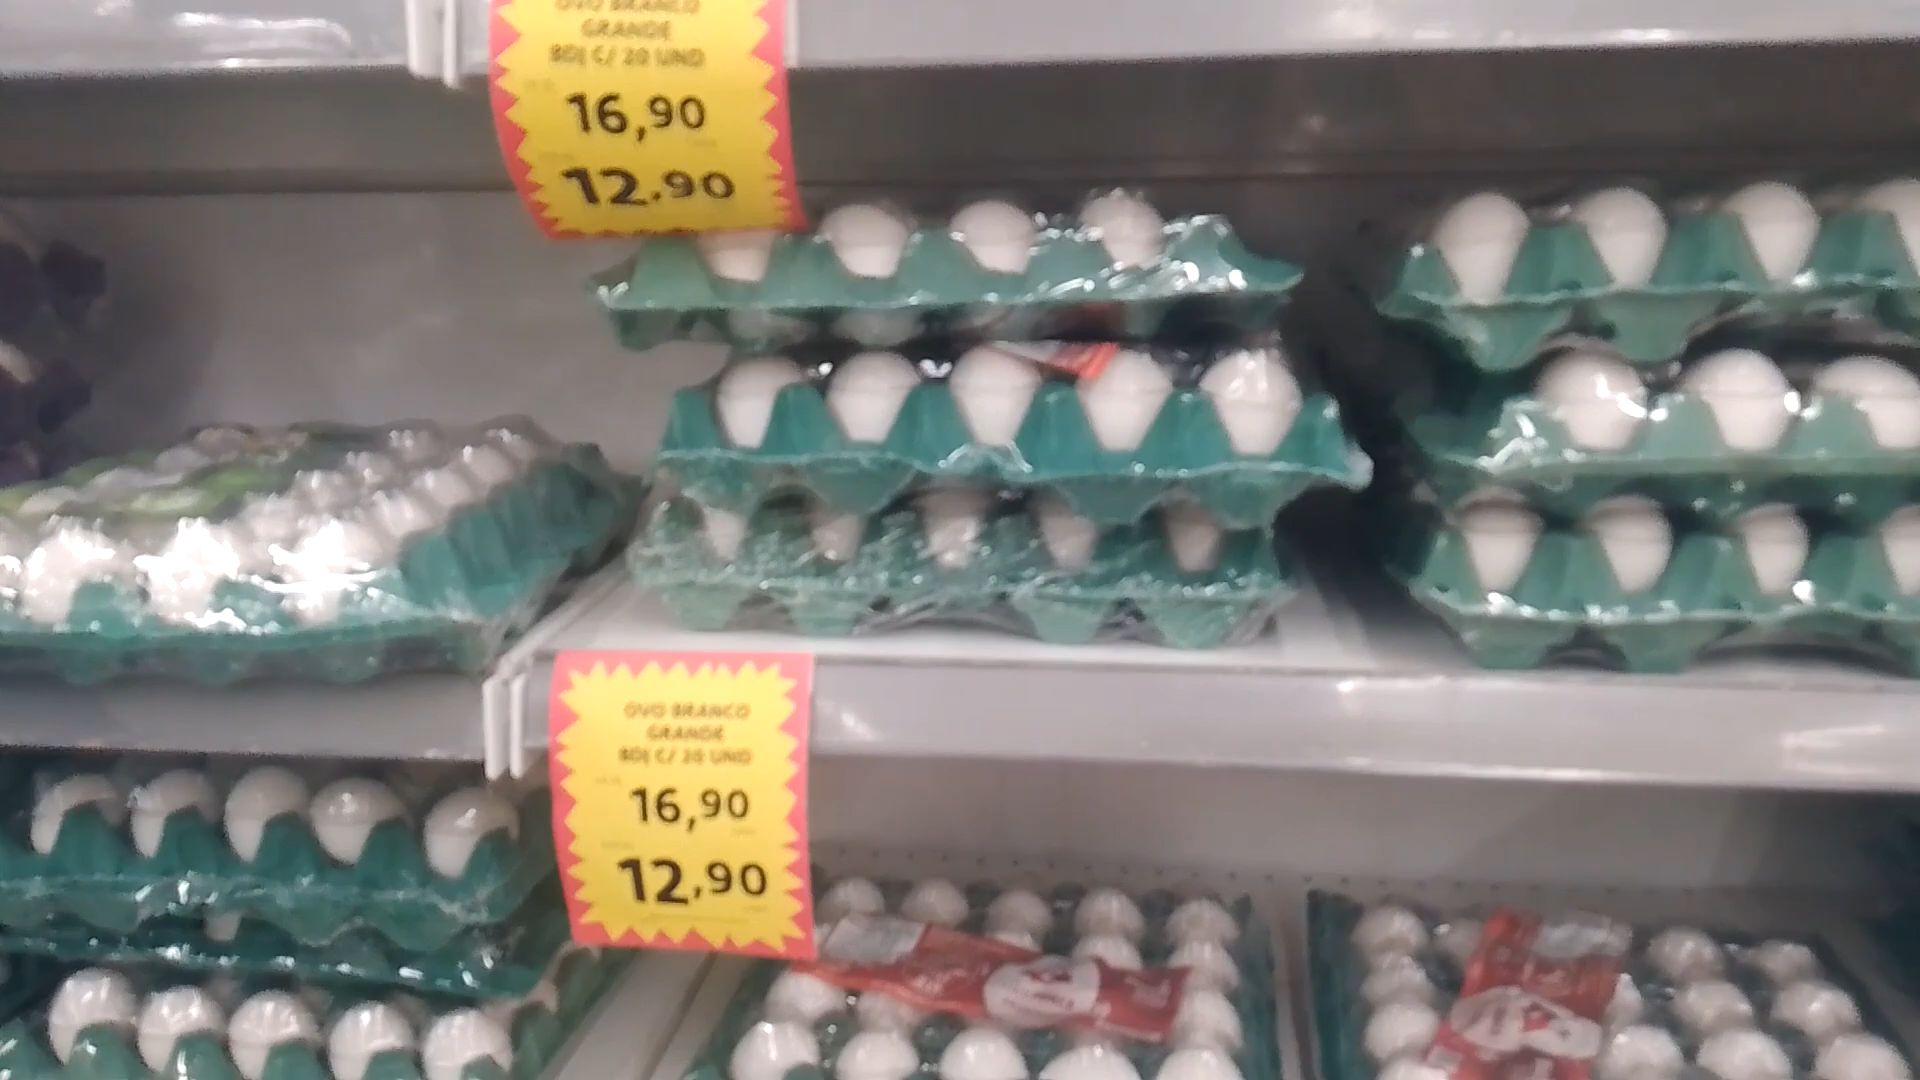 OVO BRANCO
GRANDE
BDJ C/ 20 UND
16,90
12,90
OVO BRANCO
GRANDE
BDJ C/ 20 UND
16,90
12,90